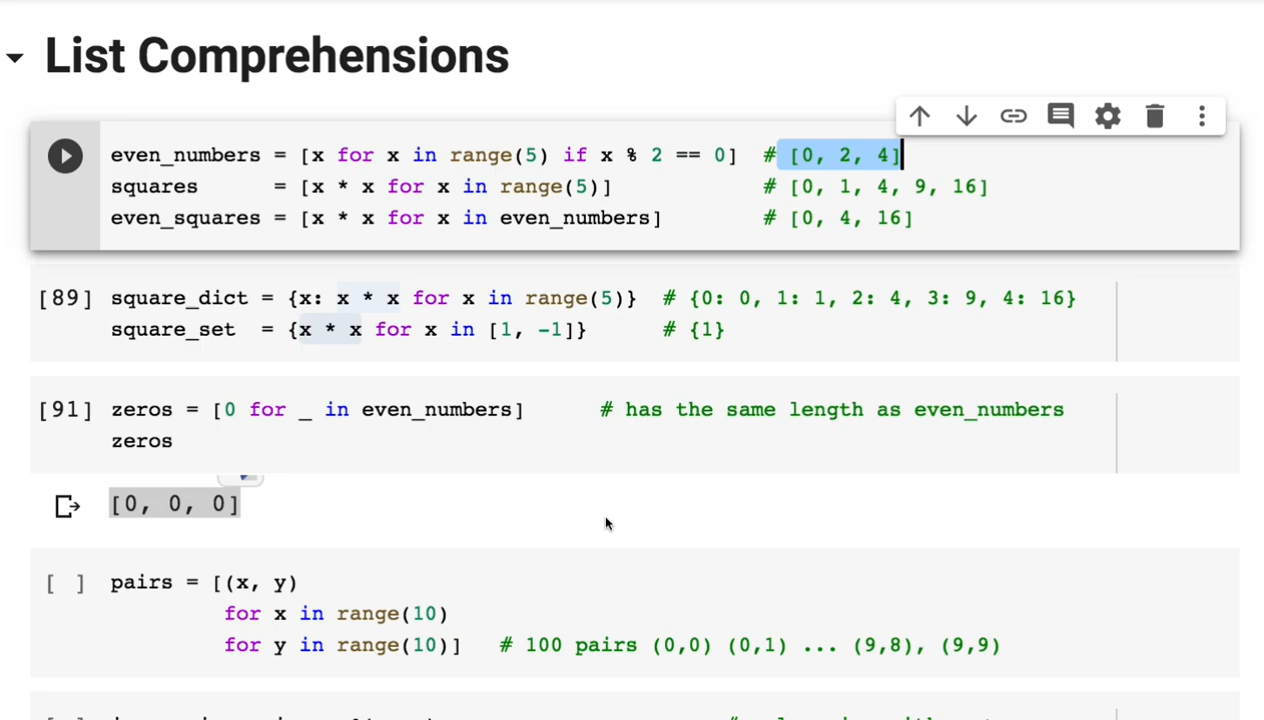 List Comprehensions
even_numbers = [x for x in range(5) if x % 2 == 0]  # [0, 2, 4]
squares      = [x * x for x in range(5)]            # [0, 1, 4, 9, 16]
even_squares = [x * x for x in even_numbers]        # [0, 4, 16]
[89] square_dict = {x: x * x for x in range(5)}  # {0: 0, 1: 1, 2: 4, 3: 9, 4: 16}
square_set  = {x * x for x in [1, -1]}      # {1}
[91] zeros = [0 for _ in even_numbers]      # has the same length as even_numbers
zeros
[0, 0, 0]
[ ] pairs = [(x, y)
for x in range(10)
for y in range(10)]   # 100 pairs (0,0) (0,1) ... (9,8), (9,9)